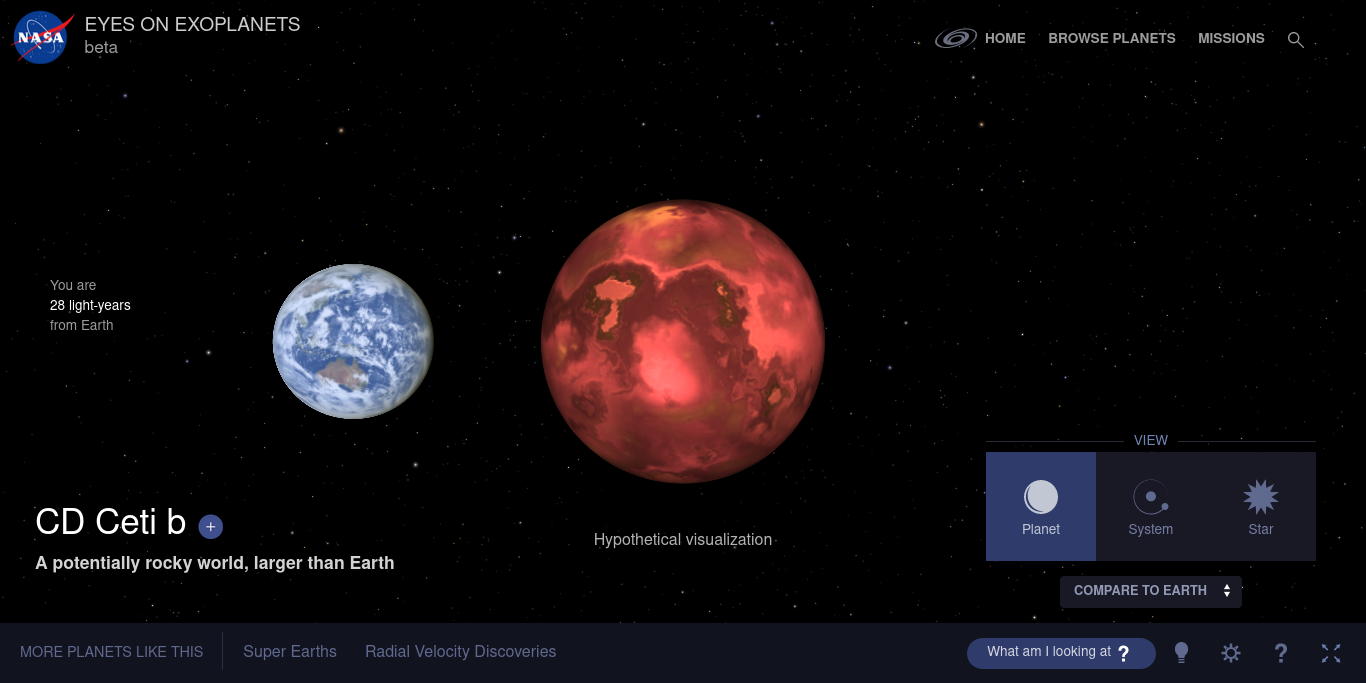 NASA
EYES ON EXOPLANETS
beta
HOME
BROWSE PLANETS
MISSIONS
You are
28 light-years
from Earth
CD Ceti b +
A potentially rocky world, larger than Earth
Hypothetical visualization
VIEW
Planet
System
Star
COMPARE TO EARTH
MORE PLANETS LIKE THIS
Super Earths
Radial Velocity Discoveries
What am I looking at ?
?